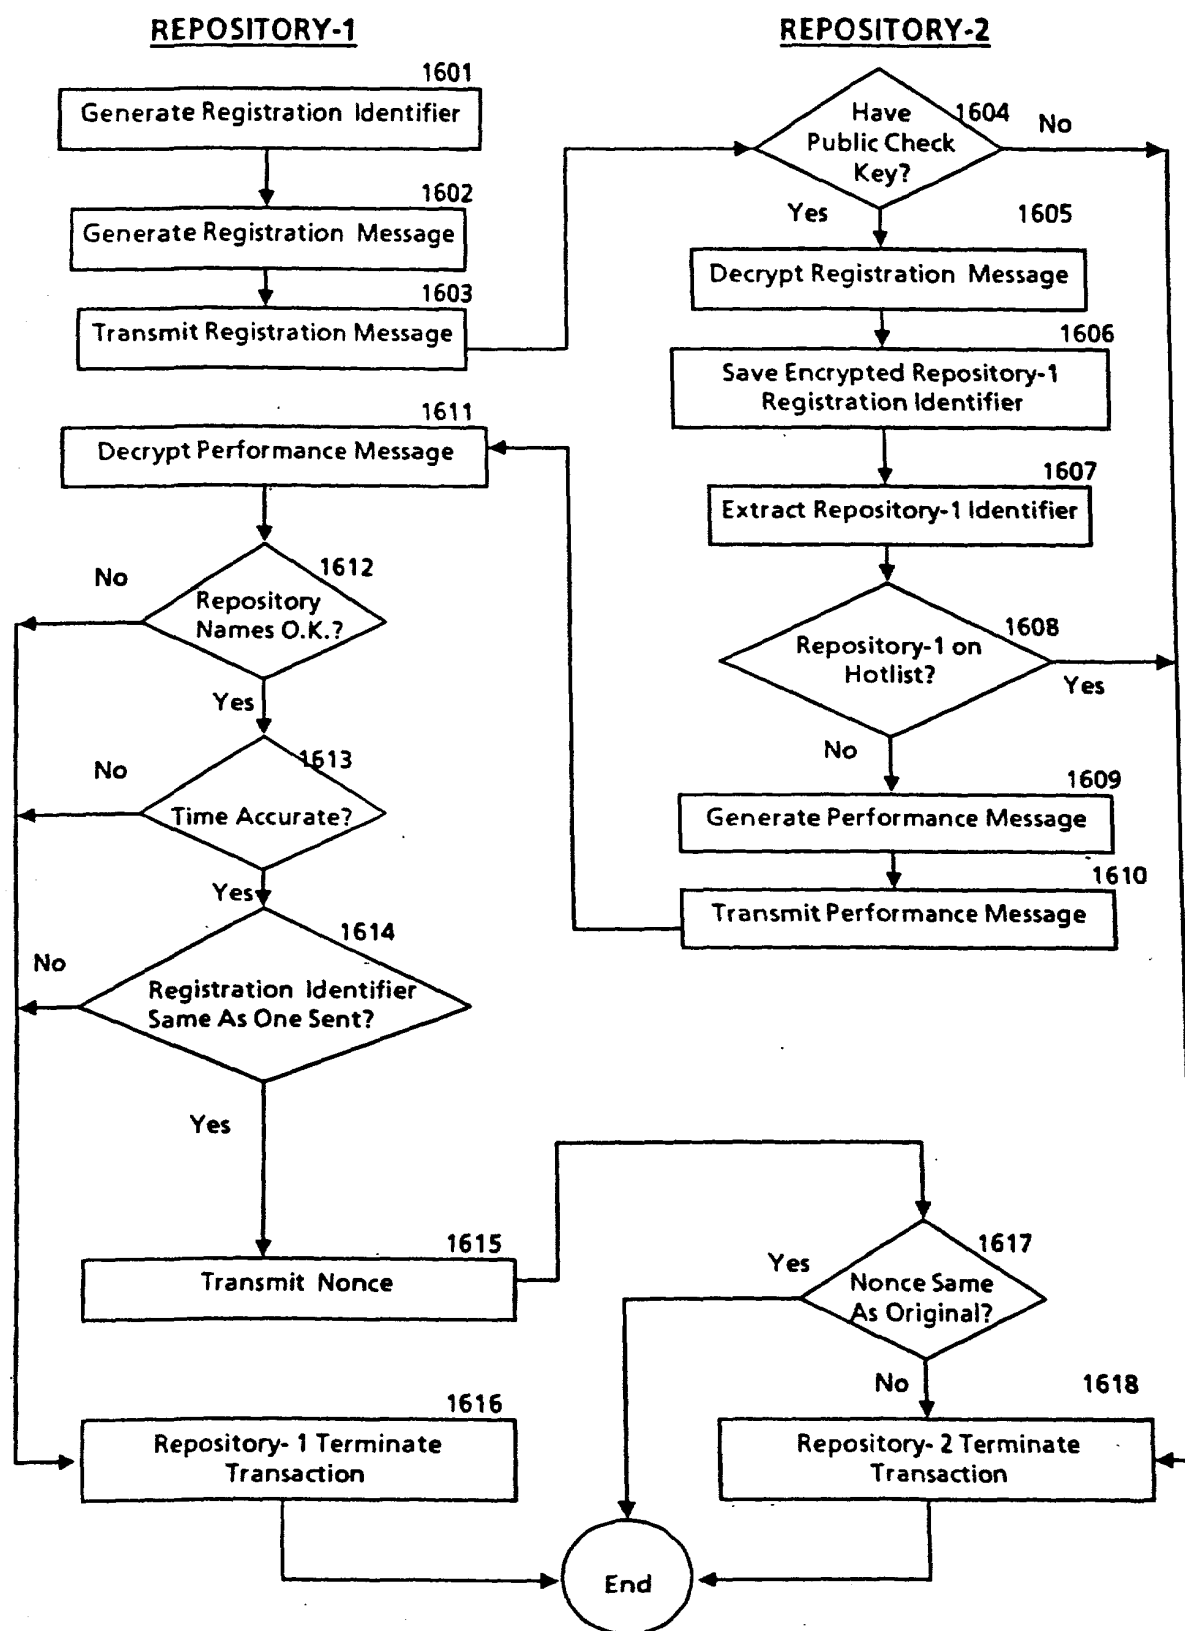 REPOSITORY-1
1601
Generate Registration Identifier
1602
Generate Registration Message
1603
Transmit Registration Message
1611
Decrypt Performance Message
1612
No
Repository
Names O.K.?
Yes
1613
No
Time Accurate?
Yes
1614
No
Registration Identifier
Same As One Sent?
Yes
1615
Transmit Nonce
1616
Repository- 1 Terminate
Transaction
REPOSITORY-2
1604
No
Have
Public Check
Key?
Yes
1605
Decrypt Registration Message
1606
Save Encrypted Repository-1
Registration Identifier
1607
Extract Repository-1 Identifier
1608
Repository-1 on
Hotlist?
Yes
No
1609
Generate Performance Message
1610
Transmit Performance Message
1617
Yes
Nonce Same
As Original?
No
1618
Repository- 2 Terminate
Transaction
End